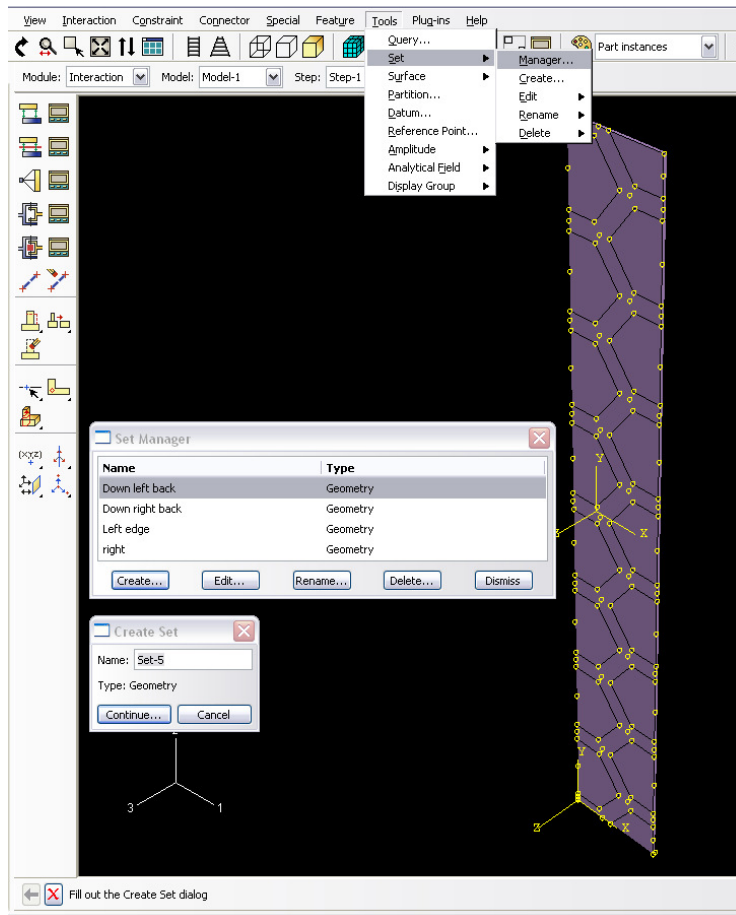 View Interaction Constraint Connector Special Feature Tools Plug-ins Help
Part instances
Module: Interaction Model: Model-1 Step: Step-1
Query...
Set
Surface
Partition...
Datum...
Reference Point...
Amplitude
Analytical Field
Display Group
Manager...
Create...
Edit
Rename
Delete
(XYZ)
Set Manager
Name Type
Down left back Geometry
Down right back Geometry
Left edge Geometry
right Geometry
Create... Edit... Rename... Delete... Dismiss
Create Set
Name: Set-5
Type: Geometry
Continue... Cancel
Y
X
3 1
Y
Z X
Fill out the Create Set dialog